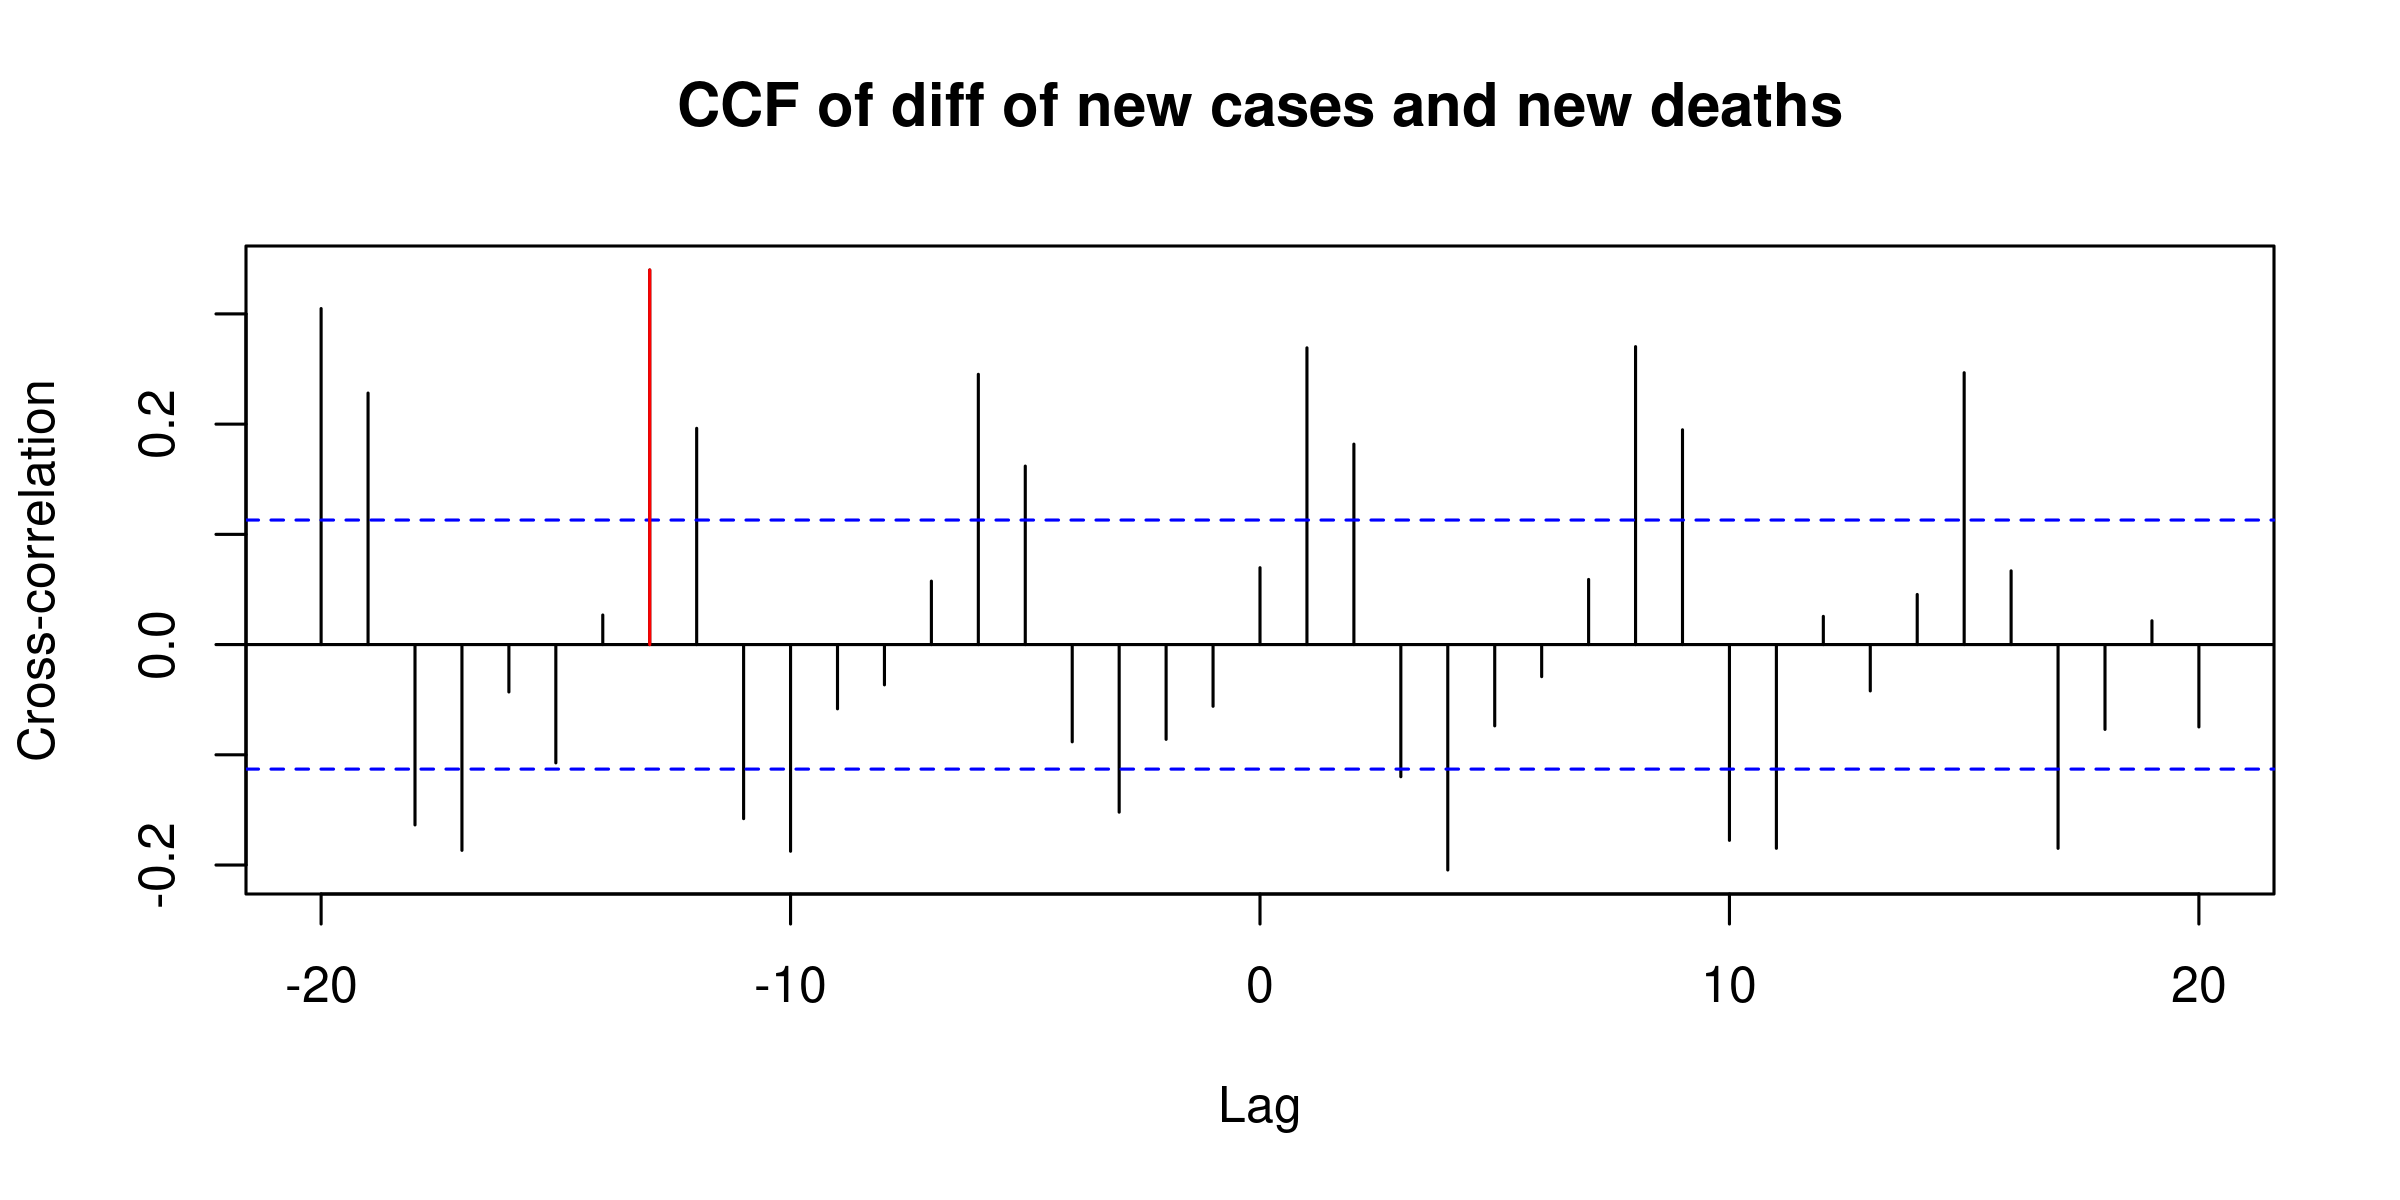 CCF of diff of new cases and new deaths
Cross-correlation
0.2
0.0
-0.2
-20 -10 0 10 20
Lag